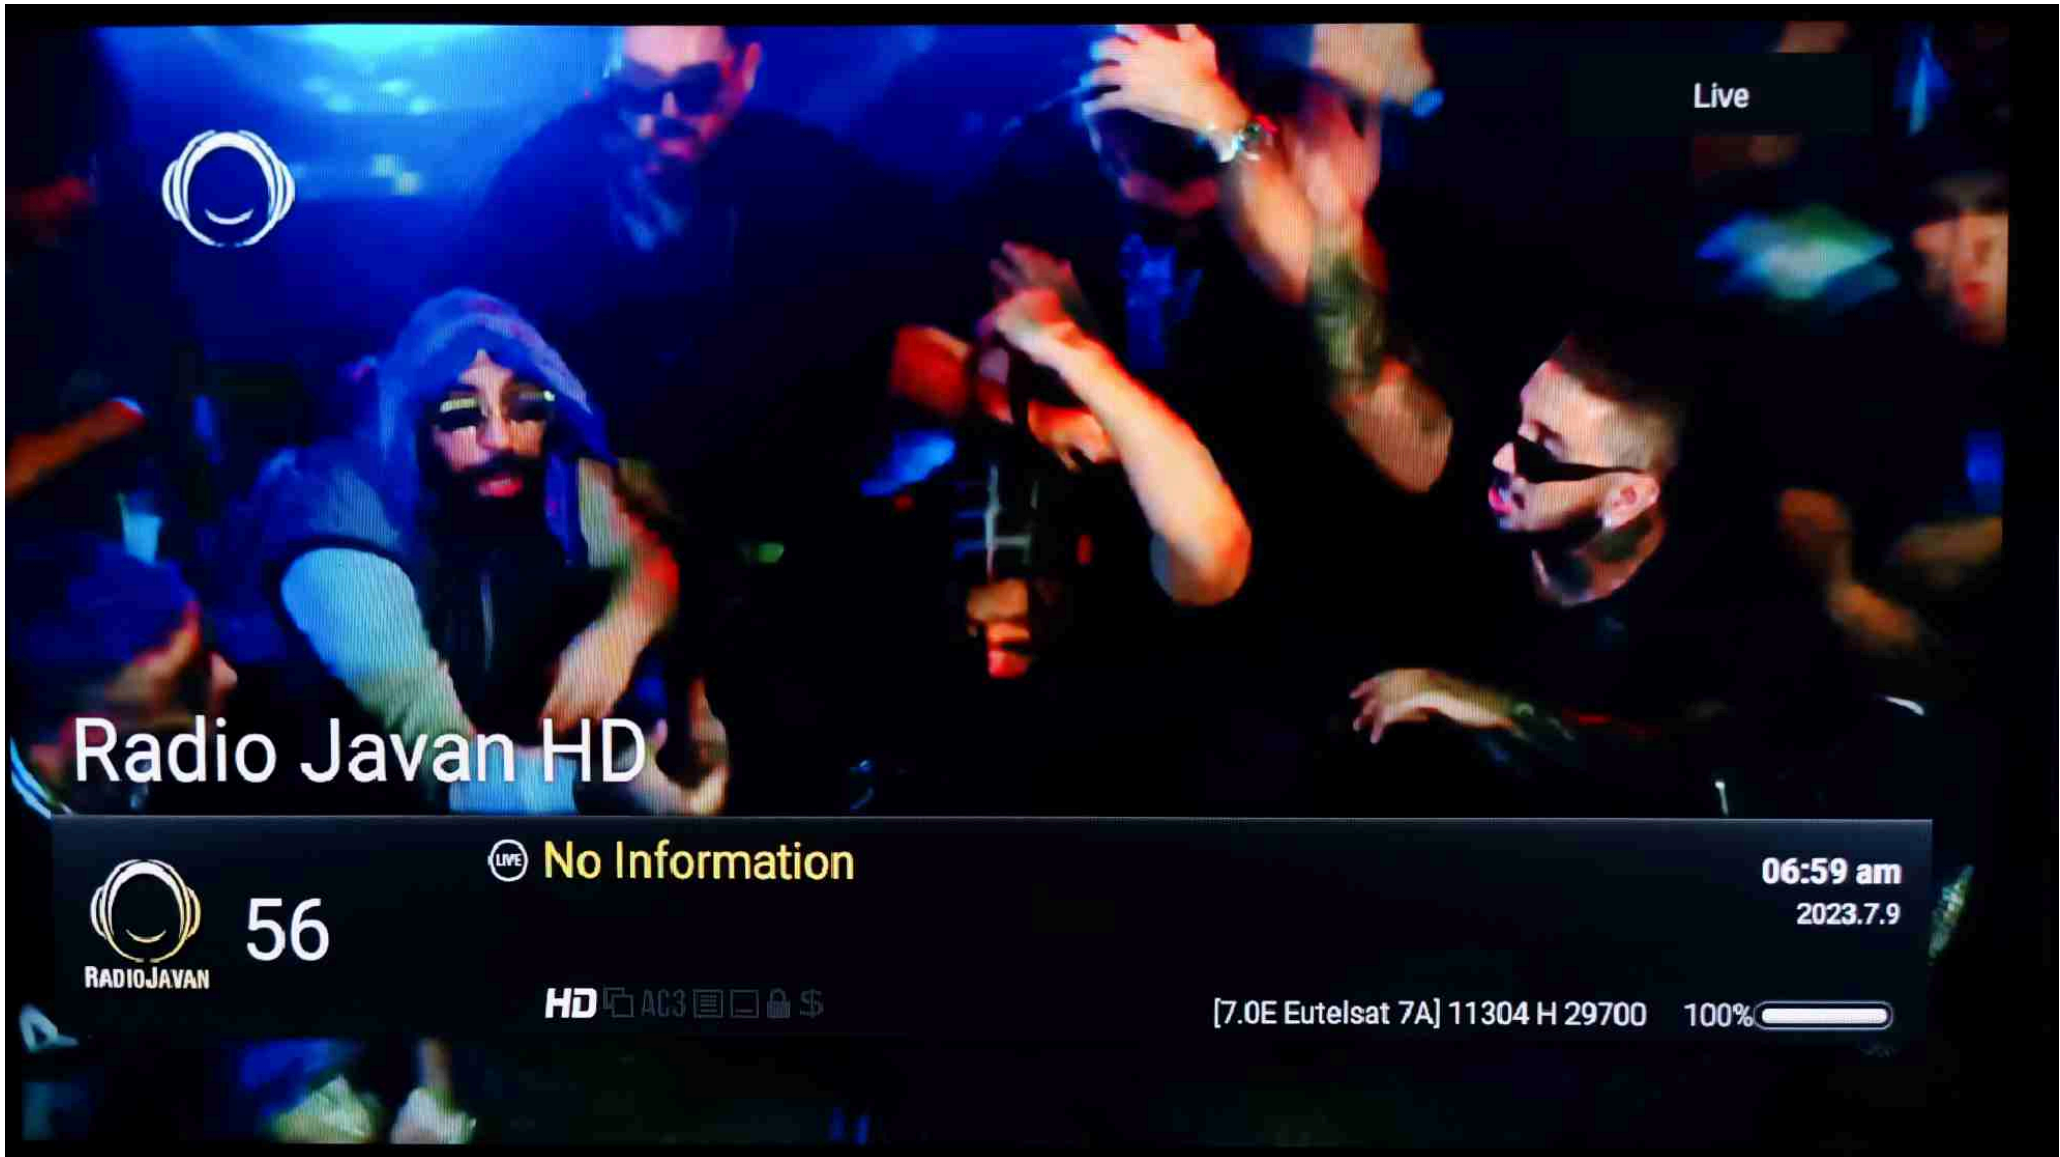 Live
Radio Javan HD
LIVE No Information
06:59 am
56
2023.7.9
RADIOJAVAN
HD AC3 $
[7.0E Eutelsat 7A] 11304 H 29700 100%